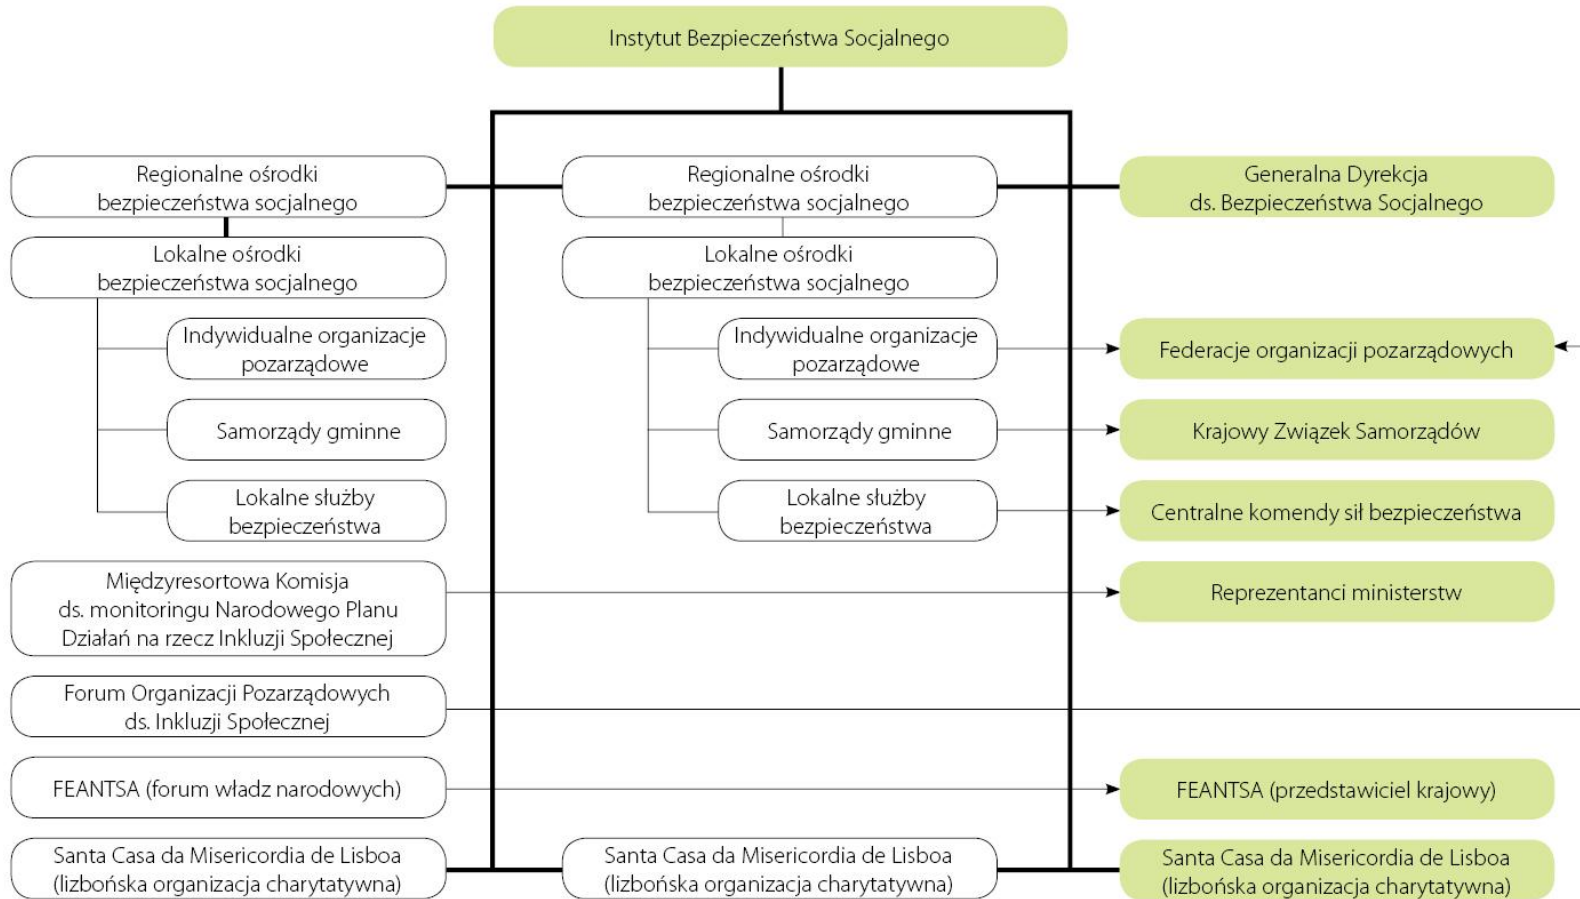 Instytut Bezpieczeństwa Socjalnego
Regionalne ośrodki
bezpieczeństwa socjalnego
Regionalne ośrodki
bezpieczeństwa socjalnego
Generalna Dyrekcja
ds. Bezpieczeństwa Socjalnego
Lokalne ośrodki
bezpieczeństwa socjalnego
Lokalne ośrodki
bezpieczeństwa socjalnego
Indywidualne organizacje
pozarządowe
Indywidualne organizacje
pozarządowe
Federacje organizacji pozarządowych
Samorządy gminne
Samorządy gminne
Krajowy Związek Samorządów
Lokalne służby
bezpieczeństwa
Lokalne służby
bezpieczeństwa
Centralne komendy sił bezpieczeństwa
Międzyresortowa Komisja
ds. monitoringu Narodowego Planu
Działań na rzecz Inkluzji Społecznej
Reprezentanci ministerstw
Forum Organizacji Pozarządowych
ds. Inkluzji Społecznej
FEANTSA (forum władz narodowych)
FEANTSA (przedstawiciel krajowy)
Santa Casa da Misericordia de Lisboa
(lizbońska organizacja charytatywna)
Santa Casa da Misericordia de Lisboa
(lizbońska organizacja charytatywna)
Santa Casa da Misericordia de Lisboa
(lizbońska organizacja charytatywna)